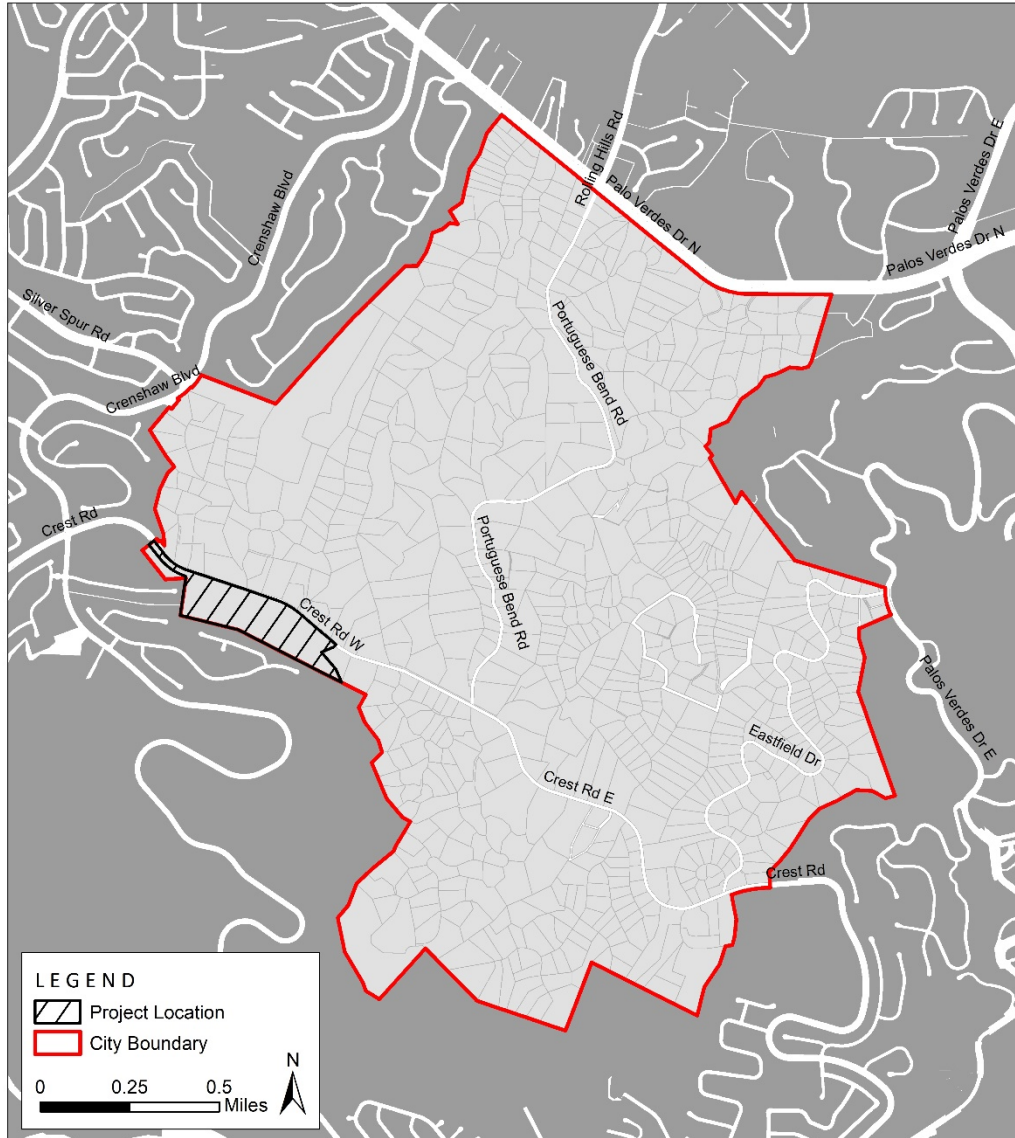 Rolling Hills Rd
Palo Verdes Dr N
Palos Verdes Dr E
Palos Verdes Dr N
Crenshaw Blvd
Silver Spur Rd
Portuguese Bend Rd
Crenshaw Blvd
Crest Rd
Portuguese Bend Rd
Crest Rd W
Palos Verdes Dr E
Eastfield Dr
Crest Rd E
Crest Rd
LEGEND
Project Location
City Boundary
N
0 0.25 0.5
Miles